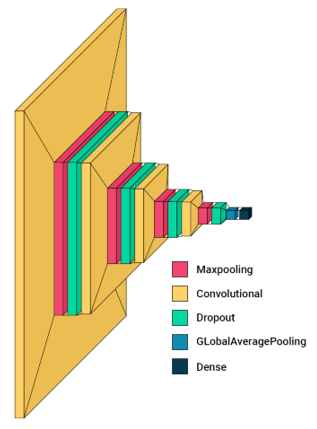 Maxpooling
Convolutional
Dropout
GLobalAveragePooling
Dense